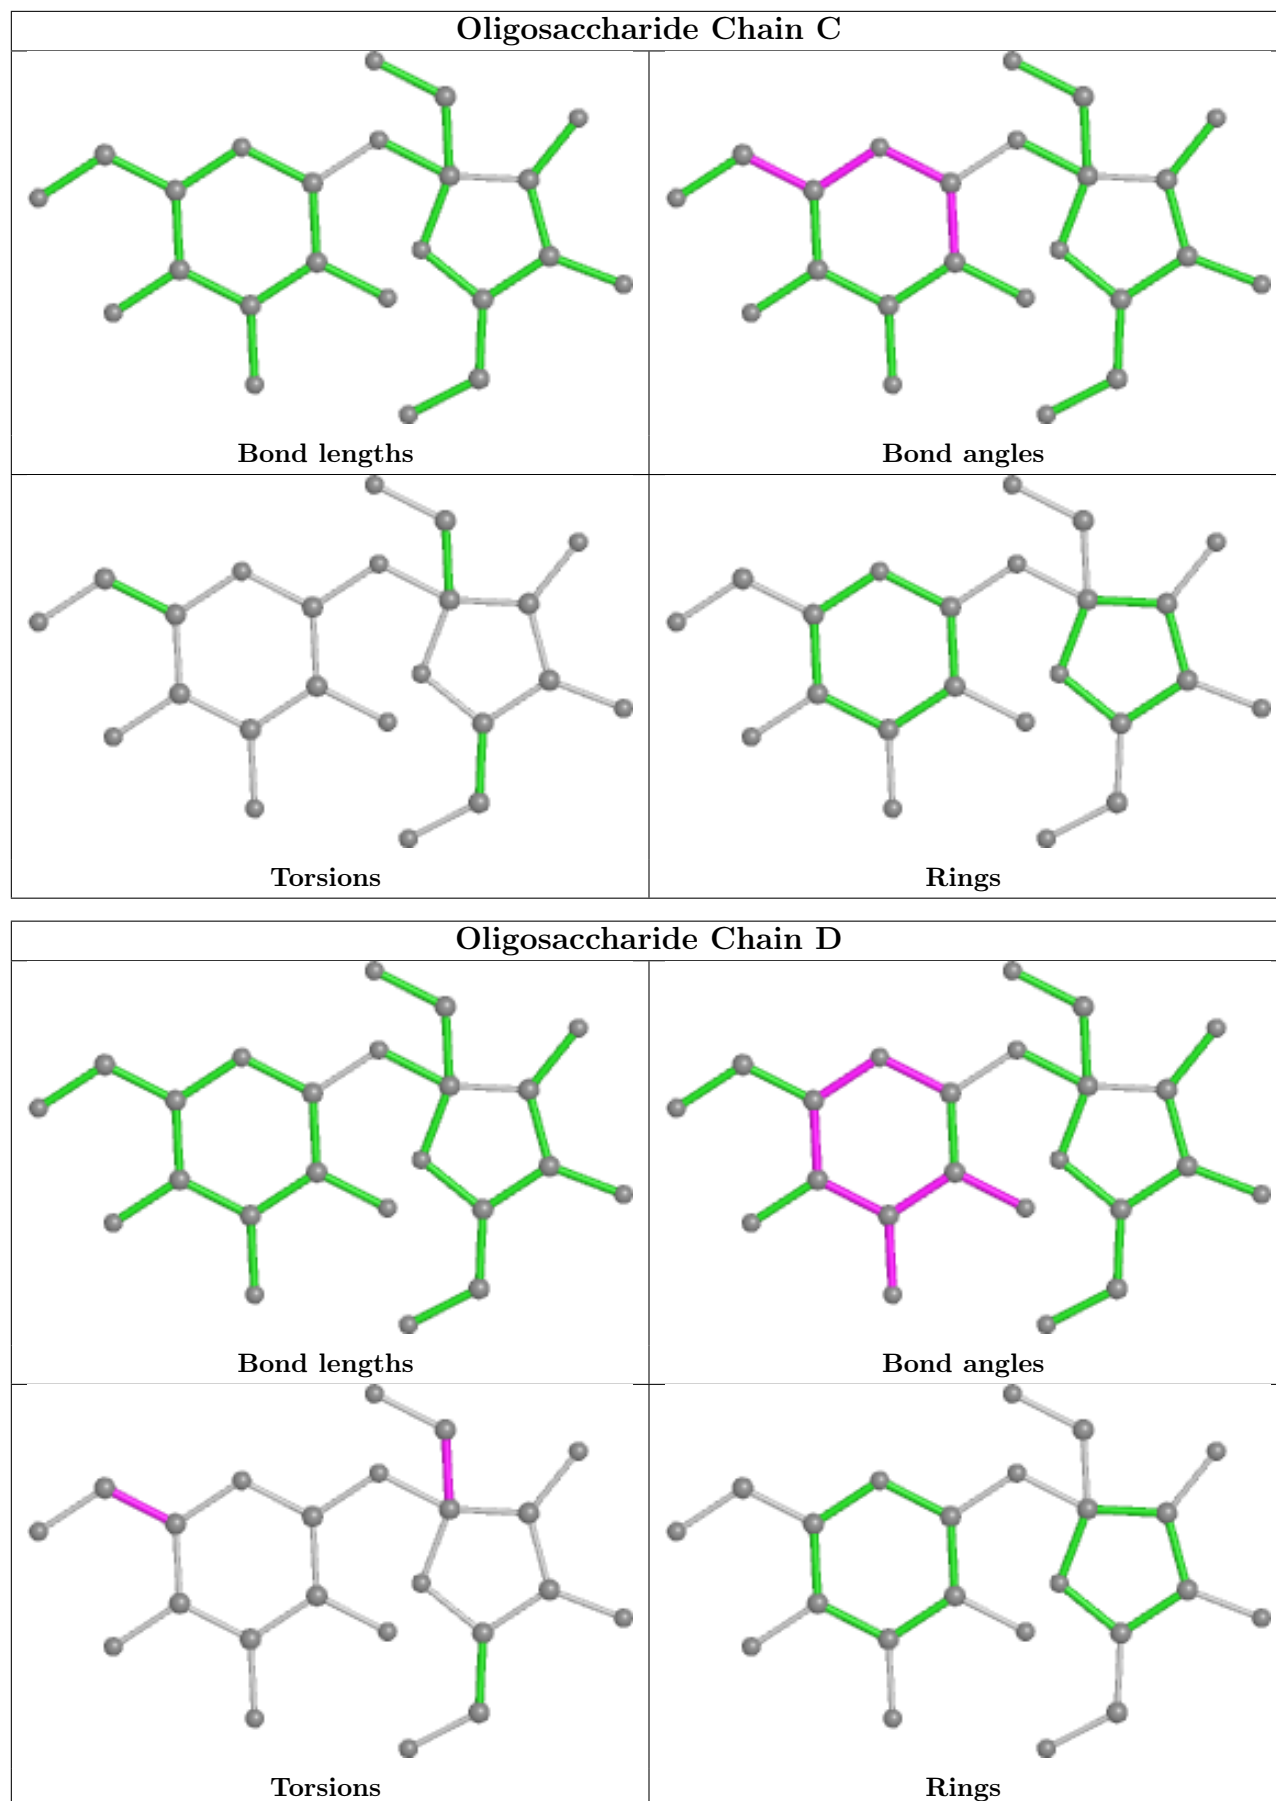 Oligosaccharide Chain C
Bond lengths
Bond angles
Torsions
Rings
Oligosaccharide Chain D
Bond lengths
Bond angles
Torsions
Rings